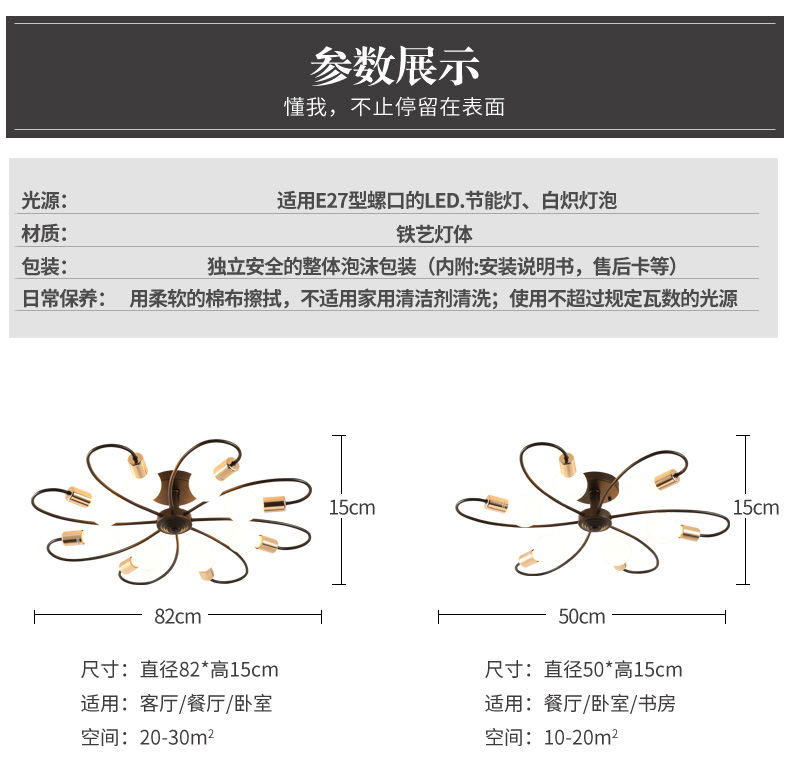 参数展示
懂我，不止停留在表面
光源： 适用E27型螺口的LED.节能灯、白炽灯泡
材质： 铁艺灯体
包装： 独立安全的整体泡沫包装（内附:安装说明书，售后卡等）
日常保养： 用柔软的棉布擦拭，不适用家用清洁剂清洗；使用不超过规定瓦数的光源
15cm
82cm
尺寸：直径82*高15cm
适用：客厅/餐厅/卧室
空间：20-30m²
15cm
50cm
尺寸：直径50*高15cm
适用：餐厅/卧室/书房
空间：10-20m²